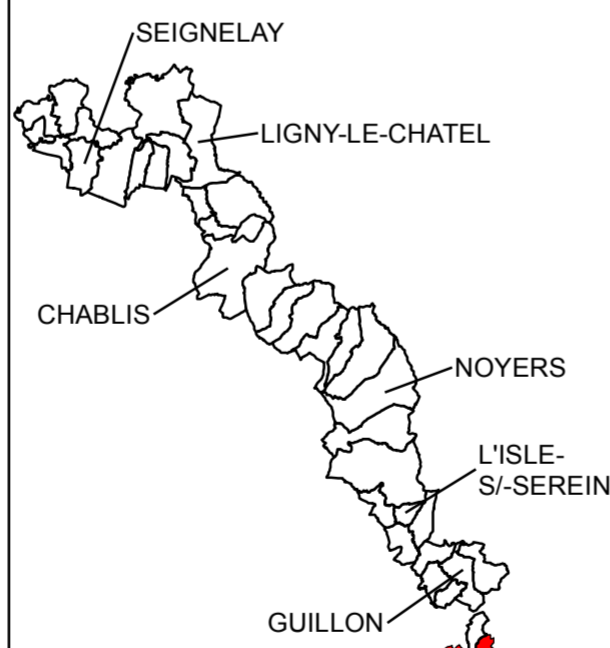 SEIGNELAY
LIGNY-LE-CHATEL
CHABLIS
NOYERS
L'ISLE-
S/-SEREIN
GUILLON